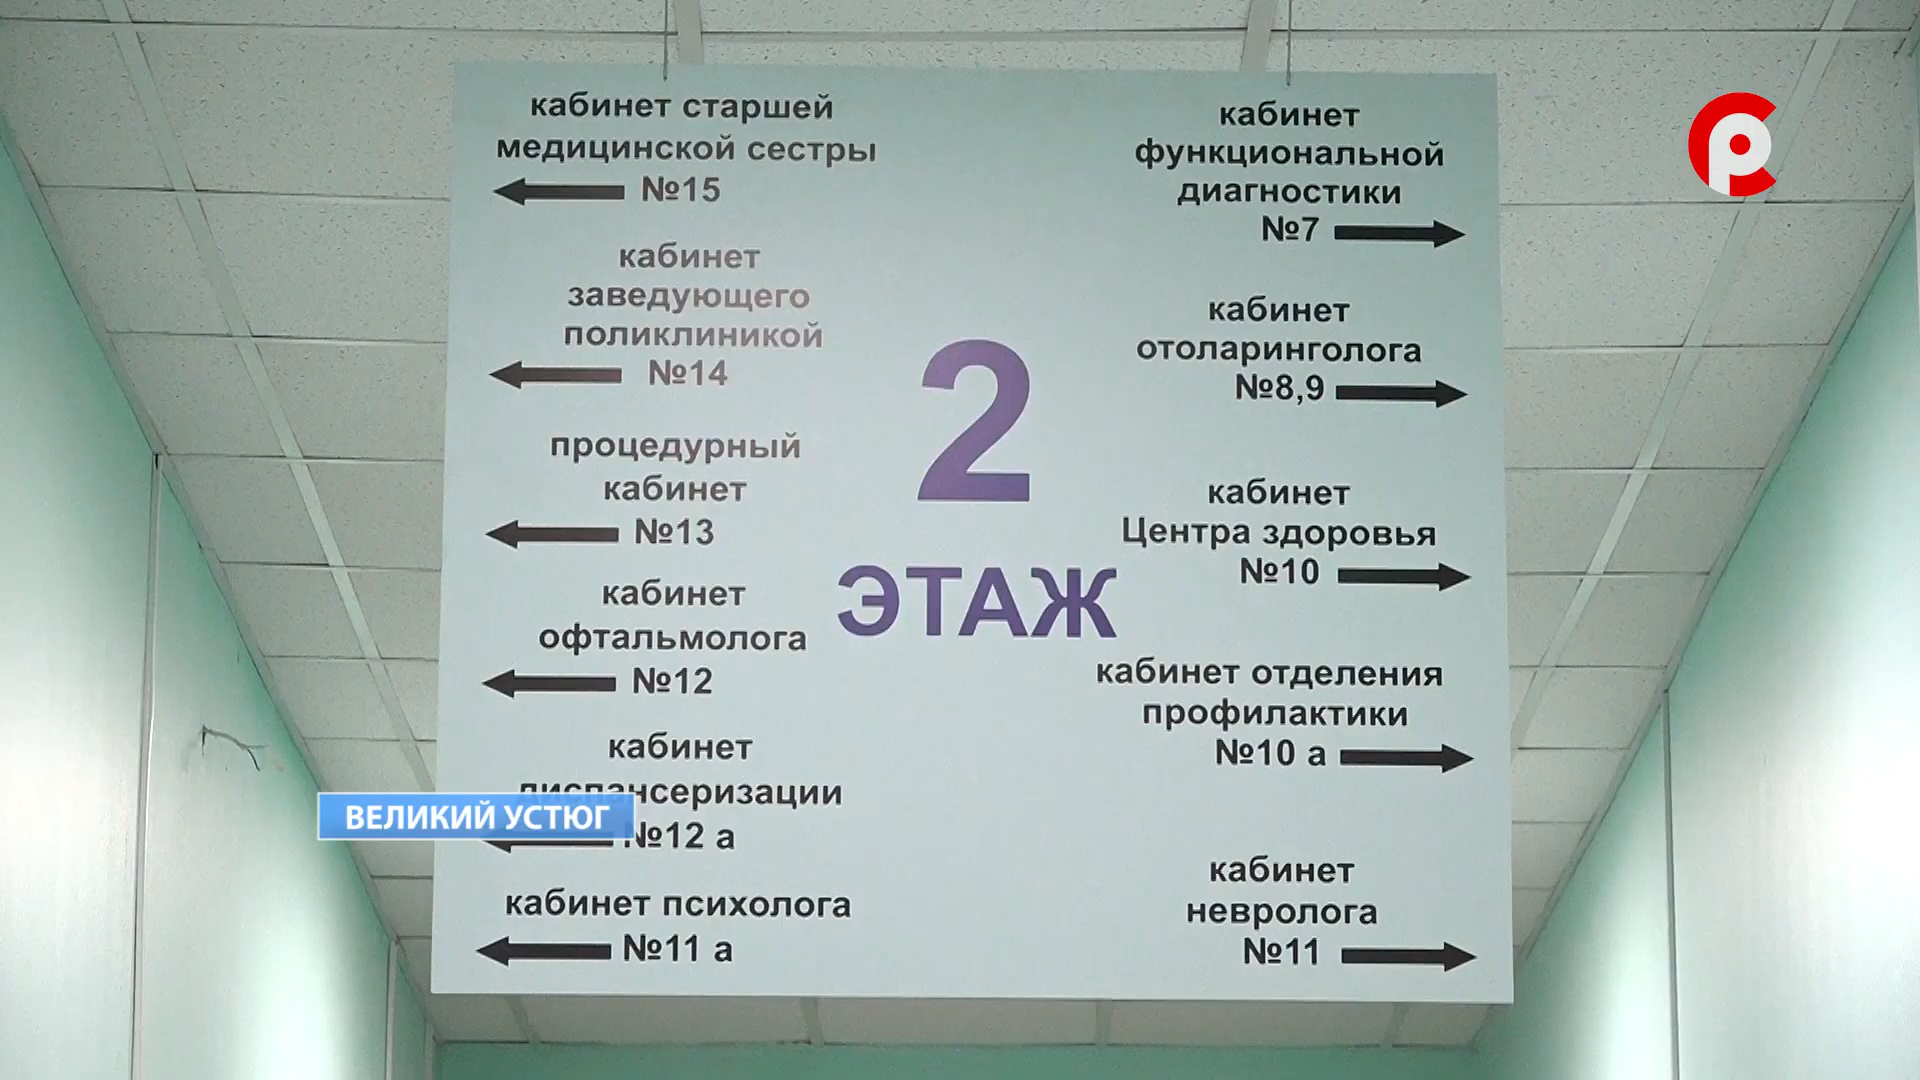 кабинет старшей
медицинской сестры
№15
кабинет
заведующего
поликлиникой
№14
процедурный
кабинет
№13
кабинет
офтальмолога
№12
кабинет
диспансеризации
№12 а
кабинет психолога
№11 а
2
ЭТАЖ
кабинет
функциональной
диагностики
№7
кабинет
отоларинголога
№8,9
кабинет
Центра здоровья
№10
кабинет отделения
профилактики
№10 а
кабинет
невролога
№11
ВЕЛИКИЙ УСТЮГ
СР